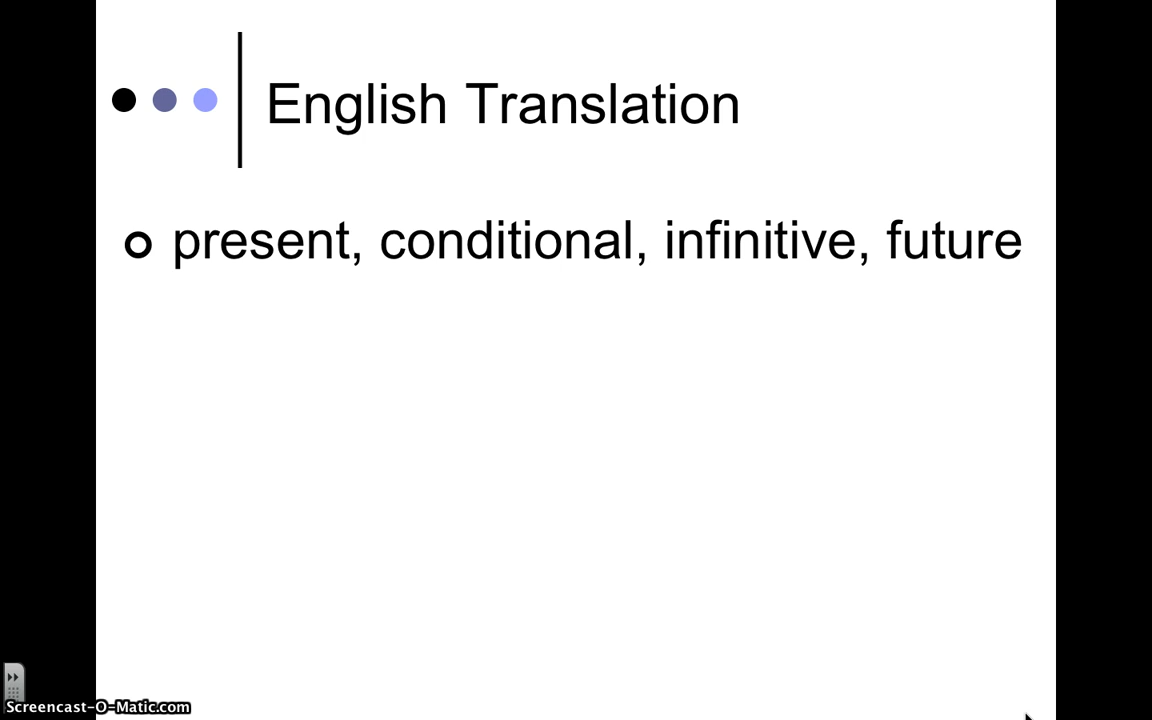 English Translation
present, conditional, infinitive, future
Screencast-O-Matic.com